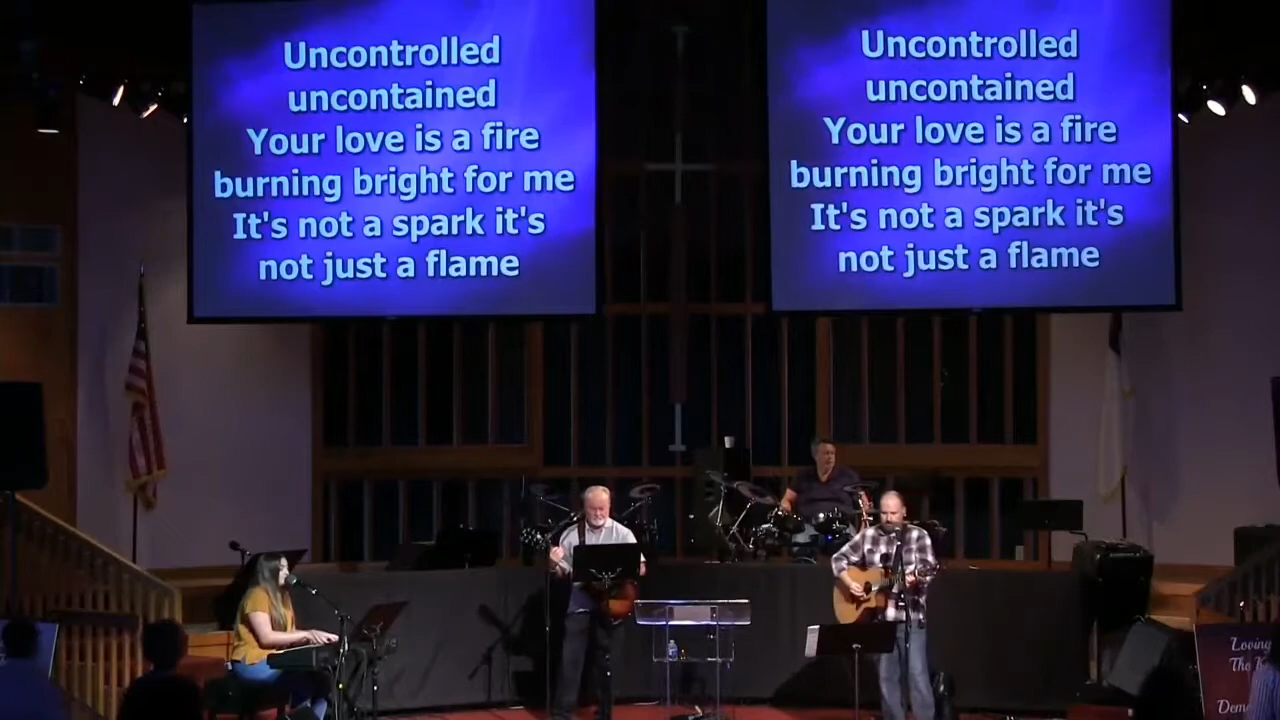 Uncontrolled
uncontained
Your love is a fire
burning bright for me
It's not a spark it's
not just a flame
Uncontrolled
uncontained
Your love is a fire
burning bright for me
It's not a spark it's
not just a flame
Loving
The